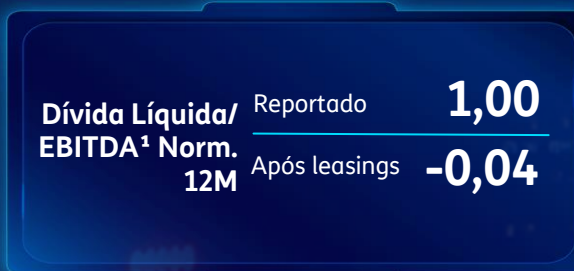 Dívida Líquida/
EBITDA¹ Norm.
12M
Reportado 1,00
Após leasings -0,04